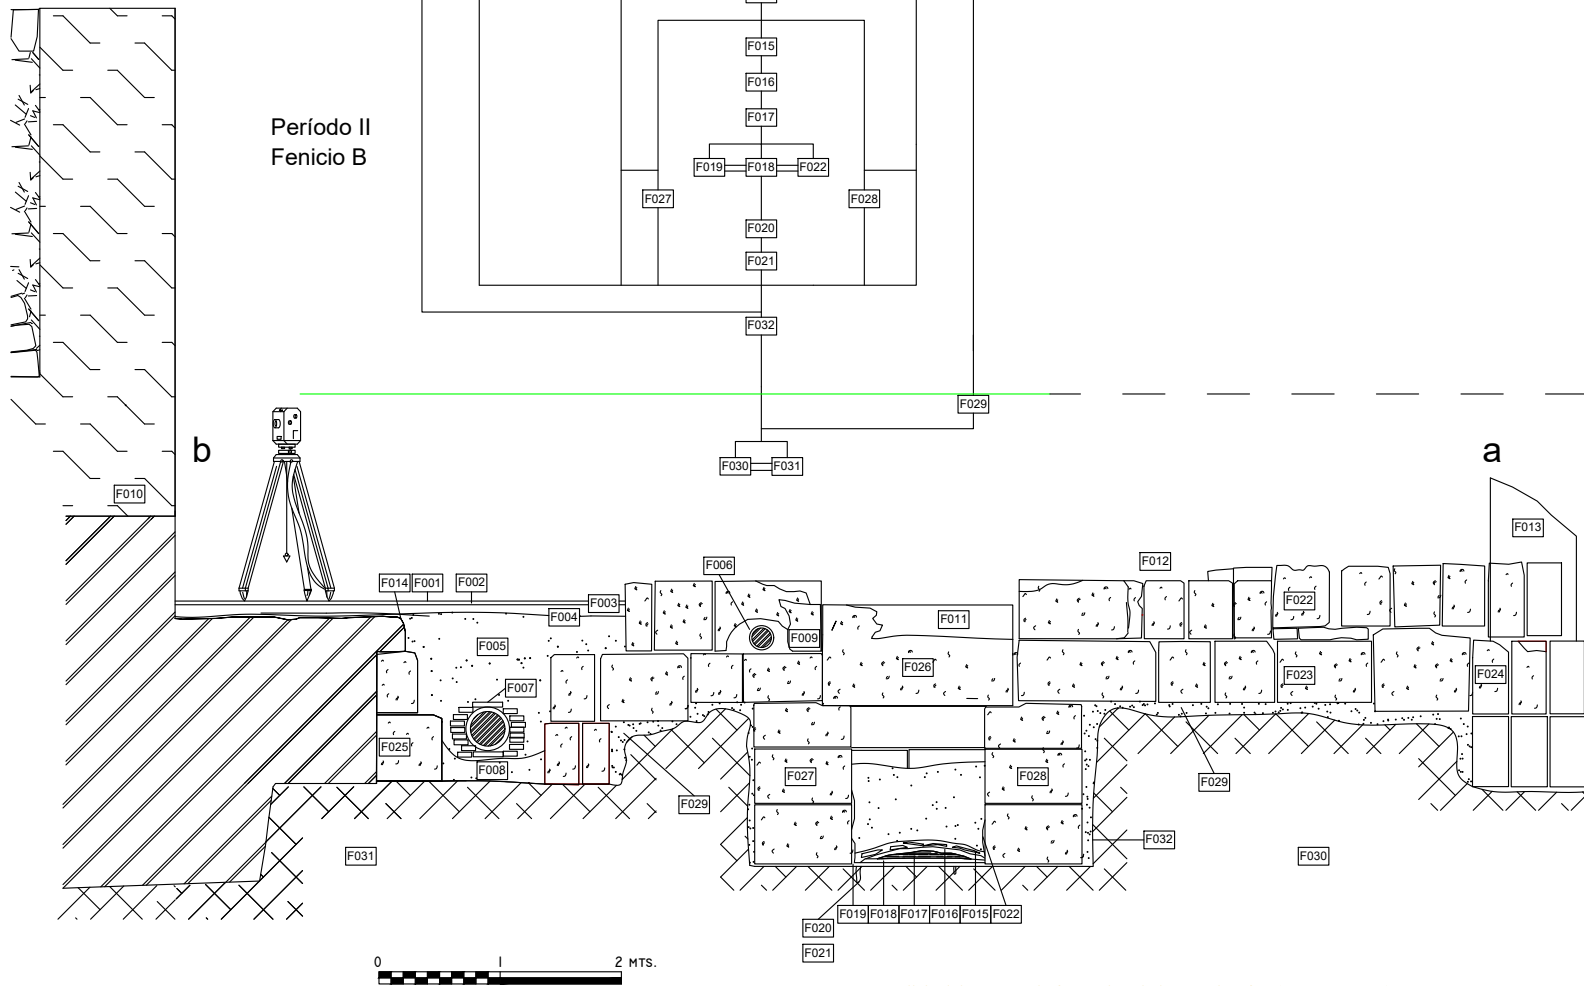 F015
F016
Período II
Fenicio B
F017
F019 F018 F022
F027 F028
F020
F021
F032
F029
b a
F030 F031
F010
F013
F012
F006
F014 F001 F002
F003 F022
F004 F011
F009
F005
F026 F023 F024
F007
F025
F008 F027 F028
F029 F029
F032
F031 F030
F019 F018 F017 F016 F015 F022
F020
F021
0 1 2 MTS.